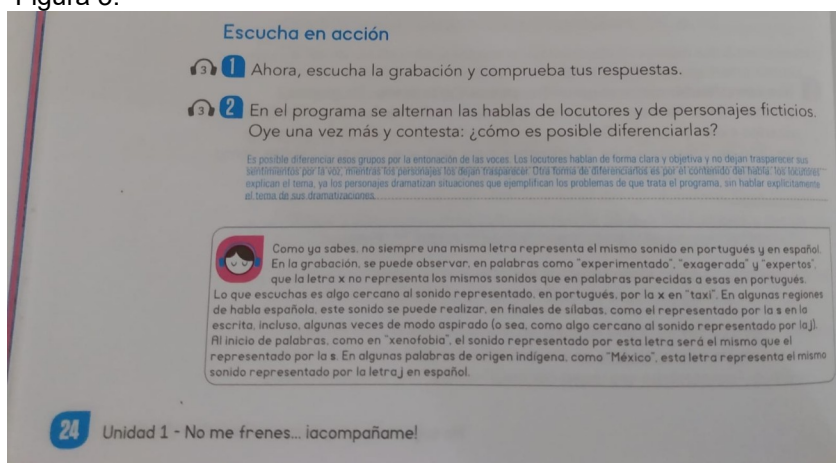 Figura 6.
Escucha en acción
3 1 Ahora, escucha la grabación y comprueba tus respuestas.
3 2 En el programa se alternan las hablas de locutores y de personajes ficticios.
Oye una vez más y contesta: ¿cómo es posible diferenciarlas?
Es posible diferenciar esos grupos por la entonación de las voces. Los locutores hablan de forma clara y objetiva y no dejan trasparecer sus
sentimientos por la voz, mientras los personajes los dejan trasparecer. Otra forma de diferenciarlos es por el contenido del habla: los locutores
explican el tema, ya los personajes dramatizan situaciones que ejemplifican los problemas de que trata el programa, sin hablar explícitamente
el tema de sus dramatizaciones.
Como ya sabes, no siempre una misma letra representa el mismo sonido en portugués y en español.
En la grabación, se puede observar, en palabras como "experimentado", "exagerada" y "expertos",
que la letra x no representa los mismos sonidos que en palabras parecidas a esas en portugués.
Lo que escuchas es algo cercano al sonido representado, en portugués, por la x en "taxi". En algunas regiones
de habla española, este sonido se puede realizar, en finales de sílabas, como el representado por la s en la
escrita, incluso, algunas veces de modo aspirado (o sea, como algo cercano al sonido representado por la j).
Al inicio de palabras, como en "xenofobia", el sonido representado por esta letra será el mismo que el
representado por la s. En algunas palabras de origen indígena, como "México", esta letra representa el mismo
sonido representado por la letra j en español.
24 Unidad 1 - No me frenes... ¡acompañame!